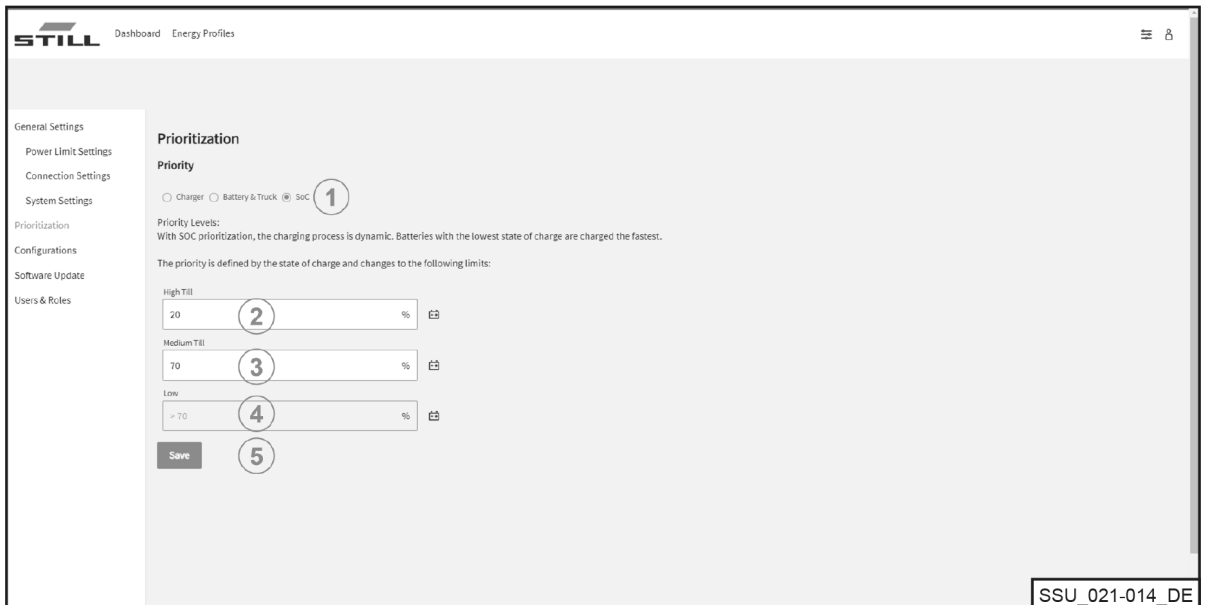 STILL
Dashboard Energy Profiles
General Settings
Power Limit Settings
Connection Settings
System Settings
Prioritization
Configurations
Software Update
Users & Roles
Prioritization
Priority
Charger Battery & Truck SoC 1
Priority Levels:
With SOC prioritization, the charging process is dynamic. Batteries with the lowest state of charge are charged the fastest.
The priority is defined by the state of charge and changes to the following limits:
High Till
20 2 %
Medium Till
70 3 %
Low
> 70 4 %
Save 5
SSU_021-014_DE